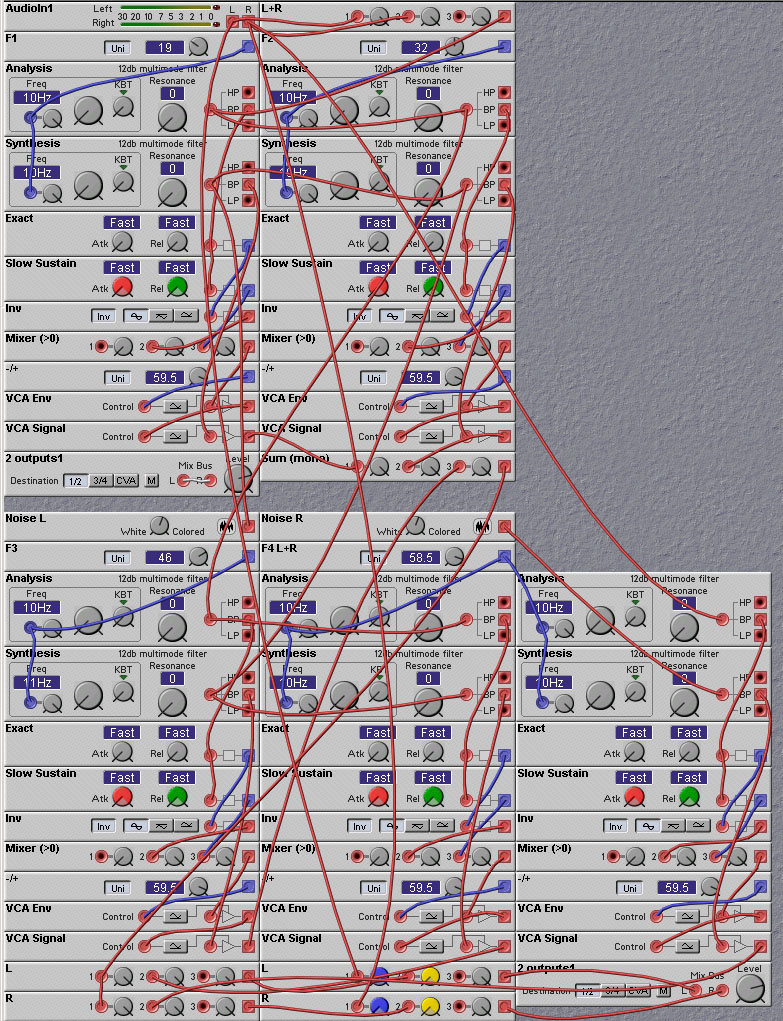 AudioIn1 Left 30 20 10 7 5 3 0 Right L R L+R 1 2 3
F1 Uni 19 F2 Uni 32
Analysis 12db multimode filter Analysis 12db multimode filter
Freq KBT Resonance Freq KBT Resonance
10Hz 0 HP 10Hz 0 HP
BP BP
LP LP
Synthesis 12db multimode filter Synthesis 12db multimode filter
Freq KBT Resonance KBT Resonance
10Hz 0 HP 0 HP
BP BP
LP LP
Exact Fast Fast Exact Fast Fast
Atk Rel Atk Rel
Slow Sustain Fast Fast Slow Sustain Fast Fast
Atk Rel Atk Rel
Inv Inv Inv Inv
Mixer (>0) 1 2 3 Mixer (>0) 1 2 3
-/+ Uni 59.5 -/+ Uni 59.5
VCA Env Control VCA Env Control
VCA Signal Control VCA Signal Control
2 outputs1 Mix Bus Level Sum (mono) 1 2 3
Destination 1/2 3/4 CVA M L R
Noise L White Colored Noise R White Colored
F3 Uni 46 F4 L+R Uni 58.5
Analysis 12db multimode filter Analysis 12db multimode filter Analysis 12db multimode filter
Freq KBT Resonance Freq KBT Resonance Freq KBT Resonance
10Hz 0 HP 10Hz 0 HP 10Hz 0 HP
BP BP BP
LP LP LP
Synthesis 12db multimode filter Synthesis 12db multimode filter Synthesis 12db multimode filter
Freq KBT Resonance Freq KBT Resonance Freq KBT Resonance
11Hz 0 HP 10Hz 0 HP 10Hz 0 HP
BP BP BP
LP LP LP
Exact Fast Fast Exact Fast Fast Exact Fast Fast
Atk Rel Atk Rel Atk Rel
Slow Sustain Fast Fast Slow Sustain Fast Fast Slow Sustain Fast Fast
Atk Rel Atk Rel Atk Rel
Inv Inv Inv Inv Inv Inv
Mixer (>0) 1 2 3 Mixer (>0) 1 2 3 Mixer (>0) 1 2 3
-/+ Uni 59.5 -/+ Uni 59.5 -/+ Uni 59.5
VCA Env Control VCA Env Control VCA Env Control
VCA Signal Control VCA Signal Control VCA Signal Control
L 1 2 3 L 1 2 3 2 outputs1 Mix Bus Level
R 1 2 3 R 1 2 3 Destination 1/2 3/4 CVA M L R